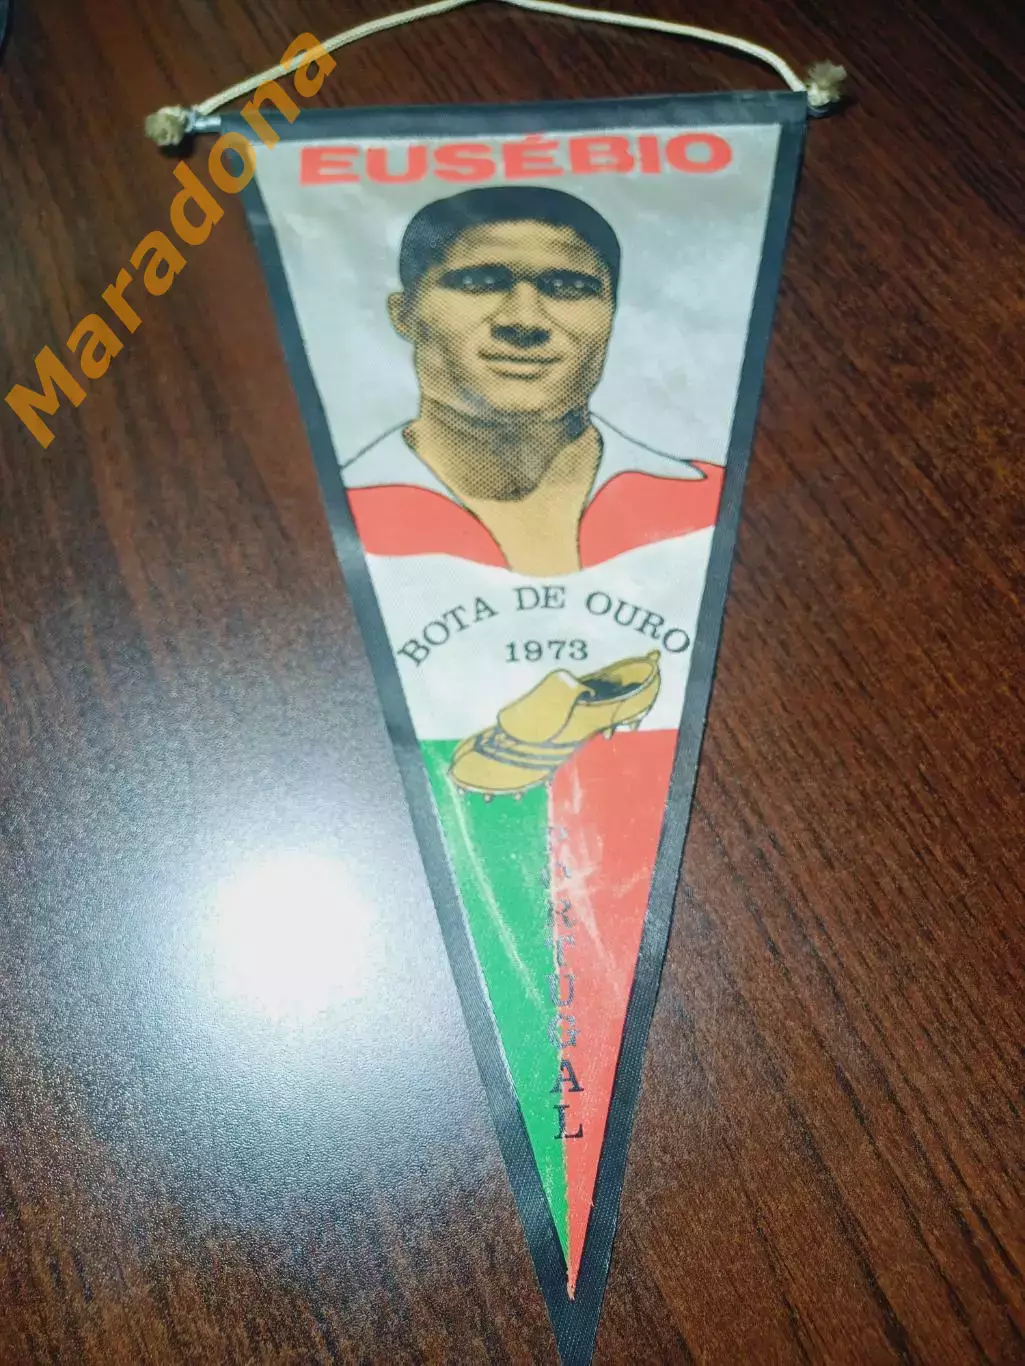 Maradona
EUSÉBIO
BOTA DE OURO
1973
PORTUGAL